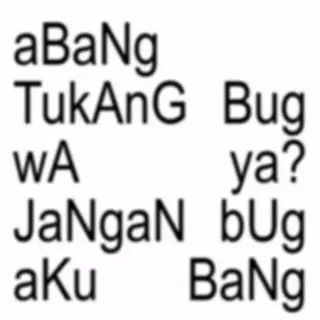 aBaNg
TukAnG Bug
wA ya?
JaNgaN bUg
aKu BaNg